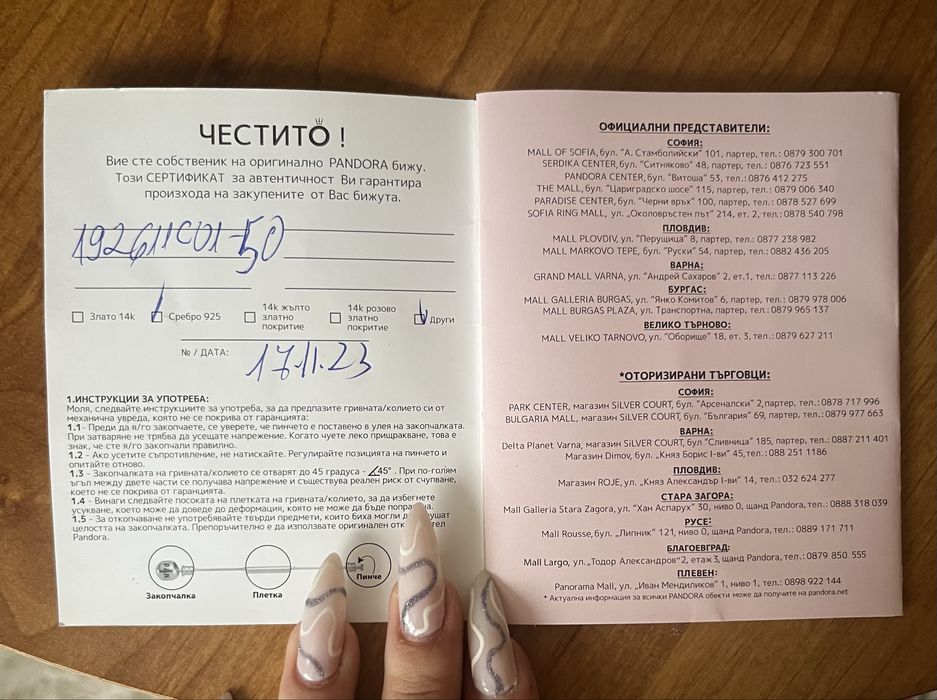 ЧЕСТИТО !
Вие сте собственик на оригинално PANDORA бижу.
Този СЕРТИФИКАТ за автентичност Ви гарантира
произхода на закупените от Вас бижута.
192611C01-50
Злато 14k
Сребро 925
14k жълто
златно
покритие
14k розово
златно
покритие
Други
№ / ДАТА:
17.11.23
1.ИНСТРУКЦИИ ЗА УПОТРЕБА:
Моля, следвайте инструкциите за употреба, за да предпазите гривната/колието си от
механична увреда, която не се покрива от гаранцията:
1.1- Преди да я/го закопчаете, се уверете, че пинчето е поставено в улея на закопчалката.
При затваряне не трябва да усещате напрежение. Когато чуете леко прищракване, това е
знак, че сте я/го закопчали правилно.
1.2 - Ако усетите съпротивление, не натискайте. Регулирайте позицията на пинчето и
опитайте отново.
1.3 - Закопчалката на гривната/колието се отварят до 45 градуса - ∠45° . При по-голям
ъгъл между двете части се получава напрежение и съществува реален риск от счупване,
което не се покрива от гаранцията.
1.4 - Винаги следвайте посоката на плетката на гривната/колието, за да избегнете
усукване, което може да доведе до деформация, която не може да бъде
1.5 - За откопчаване не употребявайте твърди предмети, които биха могли
целостта на закопчалката. Препоръчително е да използвате оригинален
Pandora.
Закопчалка
Плетка
Пинче
ОФИЦИАЛНИ ПРЕДСТАВИТЕЛИ:
СОФИЯ:
MALL OF SOFIA, бул. "А. Стамболийски" 101, партер, тел.: 0879 300 701
SERDIKA CENTER, бул. "Ситняково" 48, партер, тел.: 0876 723 551
PANDORA CENTER, бул. "Витоша" 53, тел.: 0876 412 275
THE MALL, бул. "Цариградско шосе" 115, партер, тел.: 0879 006 340
PARADISE CENTER, бул. "Черни връх" 100, партер, тел.: 0878 527 699
SOFIA RING MALL, ул. „Околовръстен път" 214, ет. 2, тел.: 0878 540 798
ПЛОВДИВ:
MALL PLOVDIV, ул. "Перущица" 8, партер, тел.: 0877 238 982
MALL MARKOVO TEPE, бул. "Руски" 54, партер, тел.: 0882 436 205
ВАРНА:
GRAND MALL VARNA, ул. "Андрей Сахаров" 2, ет.1, тел.: 0877 113 226
БУРГАС:
MALL GALLERIA BURGAS, ул. "Янко Комитов" 6, партер, тел.: 0879 978 006
MALL BURGAS PLAZA, ул. Транспортна, партер, тел.: 0879 965 137
ВЕЛИКО ТЪРНОВО:
MALL VELIKO TARNOVO, ул. "Оборище" 18, ет. 3, тел.: 0879 627 211
*ОТОРИЗИРАНИ ТЪРГОВЦИ:
СОФИЯ:
PARK CENTER, магазин SiLVER COURT, бул. "Арсеналски" 2,партер, тел.: 0878 717 996
BULGARIA MALL, магазин SiLVER COURT, бул. "България" 69, партер, тел.: 0879 977 663
ВАРНА:
Delta Planet Varna, магазин SiLVER COURT, бул "Сливница" 185, партер, тел.: 0887 211 401
Магазин Dimov, бул. „Княз Борис I-ви" 45,тел.: 088 251 1186
ПЛОВДИВ:
Магазин ROJE, ул. „Княз Александър I-ви" 14, тел.: 032 624 277
СТАРА ЗАГОРА:
Mall Galleria Stara Zagora, ул. "Хан Аспарух" 30, ниво 0, щанд Pandora, тел.: 0888 318 039
РУСЕ:
Mall Rousse, бул. „Липник" 121, ниво 0, щанд Pandora, тел.: 0889 171 711
БЛАГОЕВГРАД:
Mall Largo, ул. „Тодор Александров"2, етаж 3, щанд Pandora, тел.: 0879 850 555
ПЛЕВЕН:
Panorama Mall, ул. „Иван Мендиликов" 1, ниво 1, тел.: 0898 922 144
* Актуална информация за всички PANDORA обекти може да получите на pandora.net